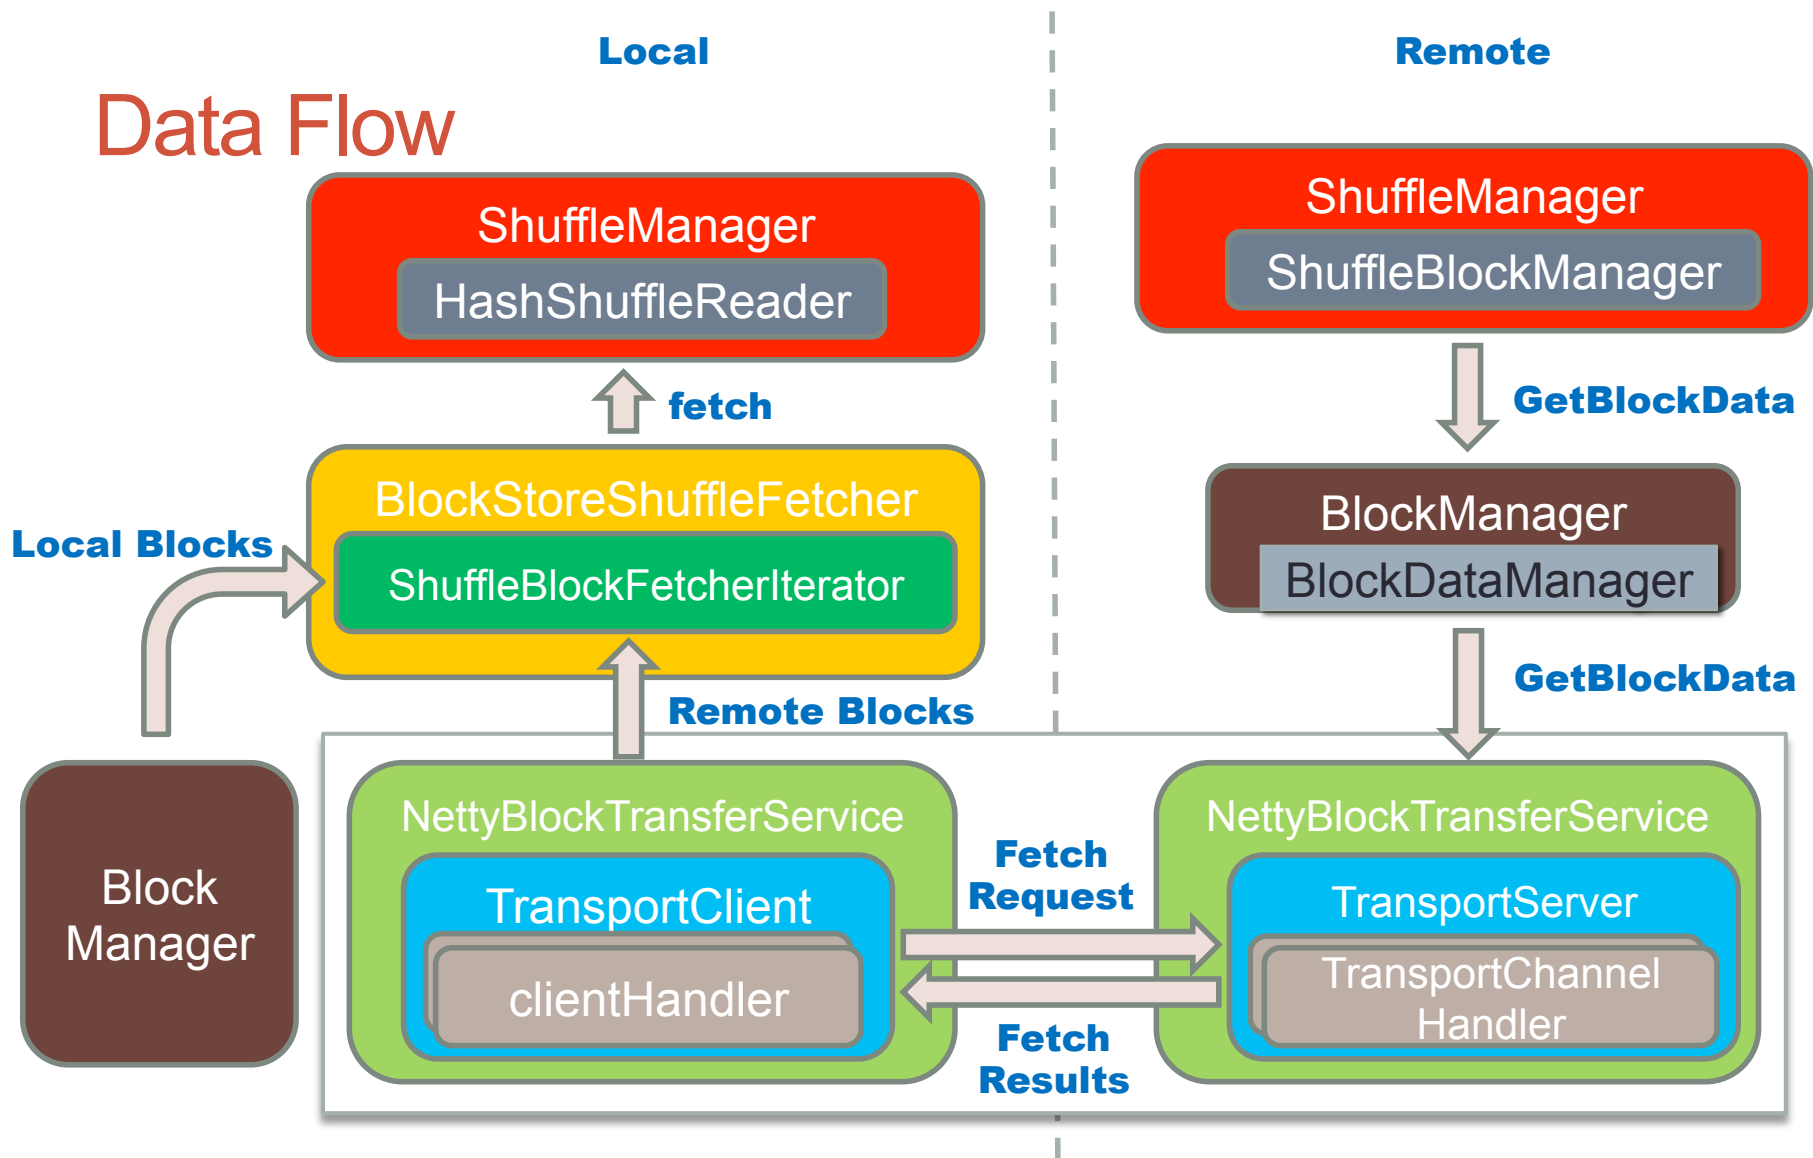 Local
Remote
Data Flow
ShuffleManager
HashShuffleReader
ShuffleManager
ShuffleBlockManager
fetch
GetBlockData
BlockStoreShuffleFetcher
ShuffleBlockFetcherIterator
Local Blocks
BlockManager
BlockDataManager
Remote Blocks
GetBlockData
Block
Manager
NettyBlockTransferService
TransportClient
clientHandler
Fetch
Request
Fetch
Results
NettyBlockTransferService
TransportServer
TransportChannel
Handler